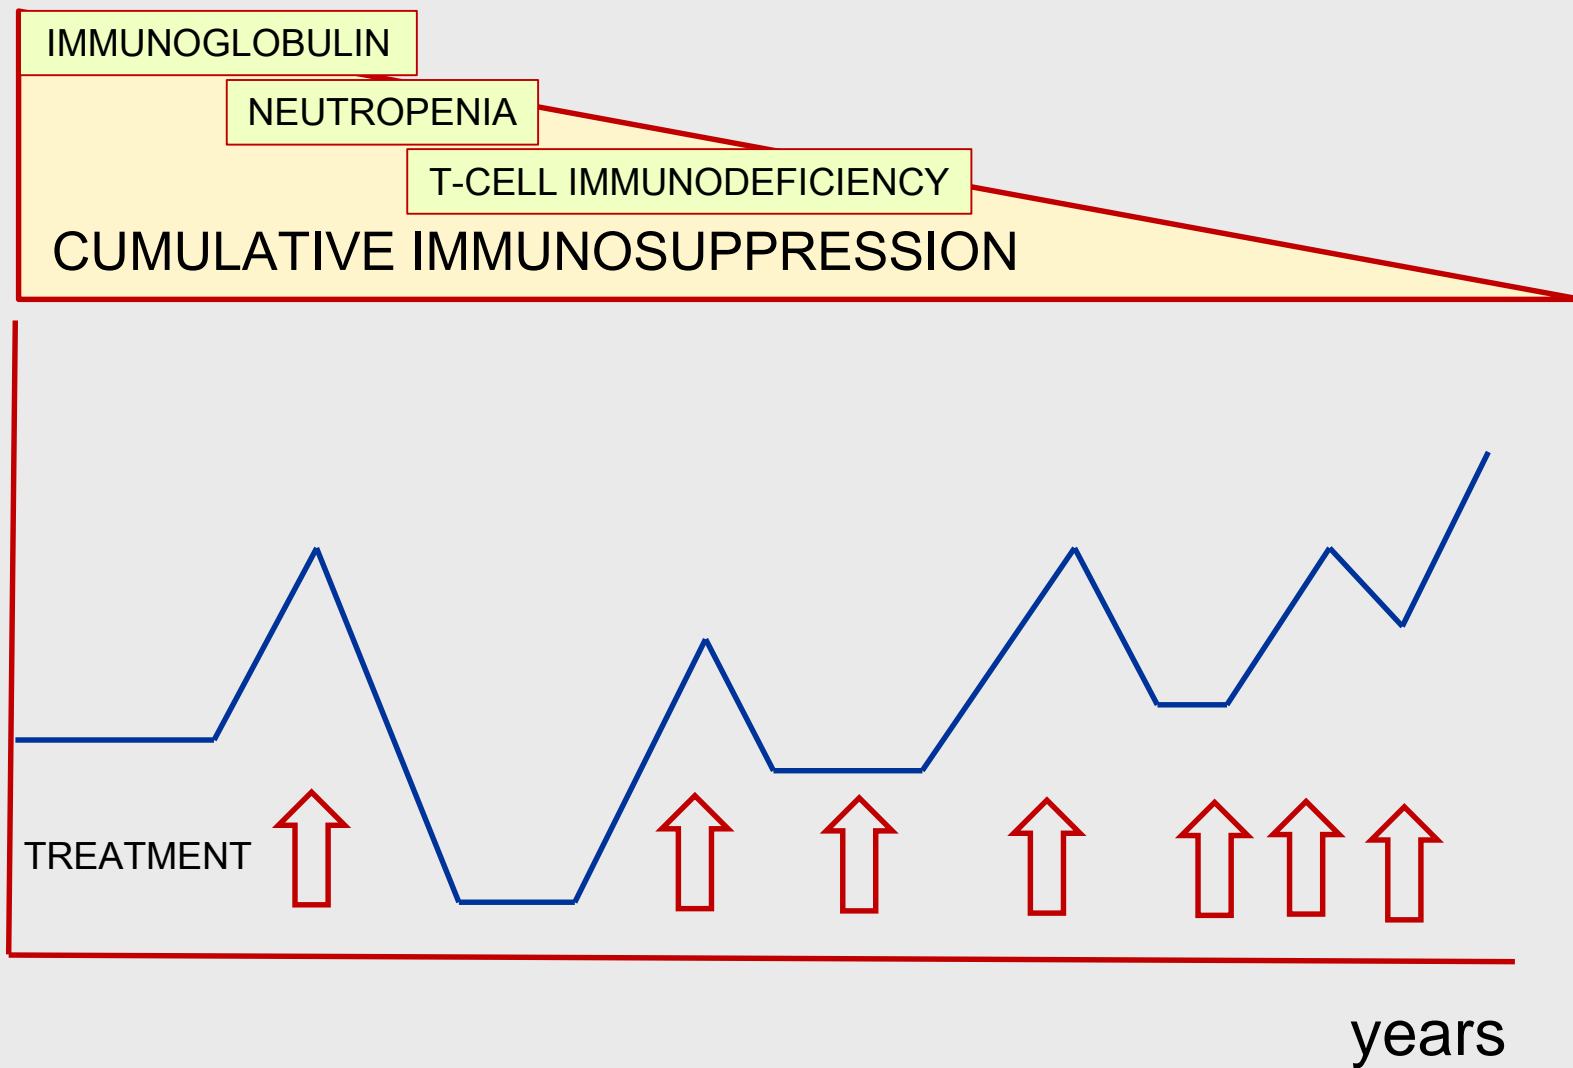 IMMUNOGLOBULIN
NEUTROPENIA
T-CELL IMMUNODEFICIENCY
CUMULATIVE IMMUNOSUPPRESSION
TREATMENT
years